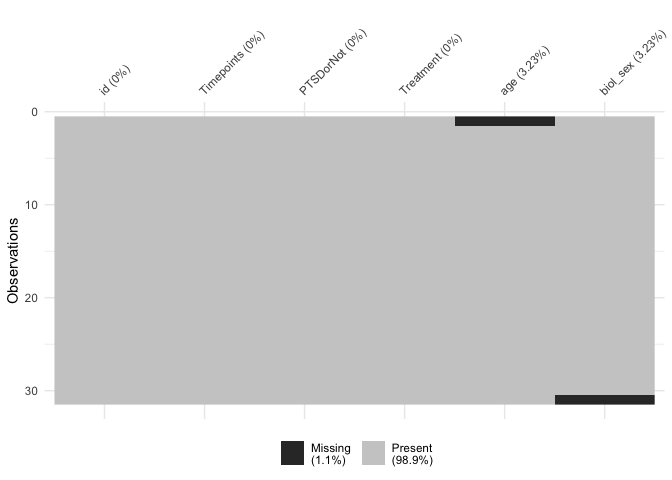 id (0%)
Timepoints (0%)
PTSDorNot (0%)
Treatment (0%)
age (3.23%)
biol_sex (3.23%)
0
10
20
30
Observations
Missing
(1.1%)
Present
(98.9%)